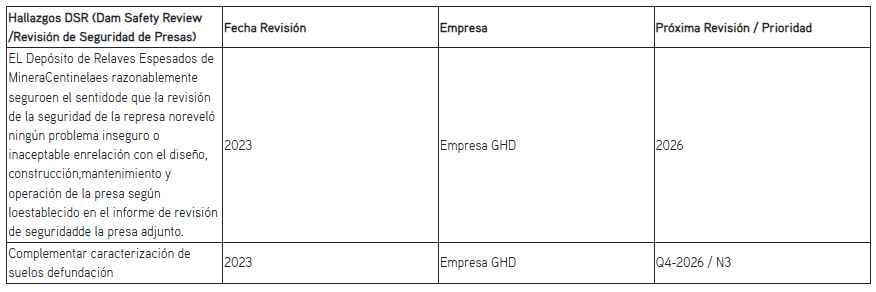 Hallazgos DSR (Dam Safety Review
/Revisión de Seguridad de Presas)
Fecha Revisión
Empresa
Próxima Revisión / Prioridad
EL Depósito de Relaves Espesados de
MineraCentinelaes razonablemente
seguroen el sentidode que la revisión
de la seguridad de la represa noreveló
ningún problema inseguro o
inaceptable enrelación con el diseño,
construcción,mantenimiento y
operación de la presa según
loestablecido en el informe de revisión
de seguridadde la presa adjunto.
2023
Empresa GHD
2026
Complementar caracterización de
suelos defundación
2023
Empresa GHD
Q4-2026 / N3